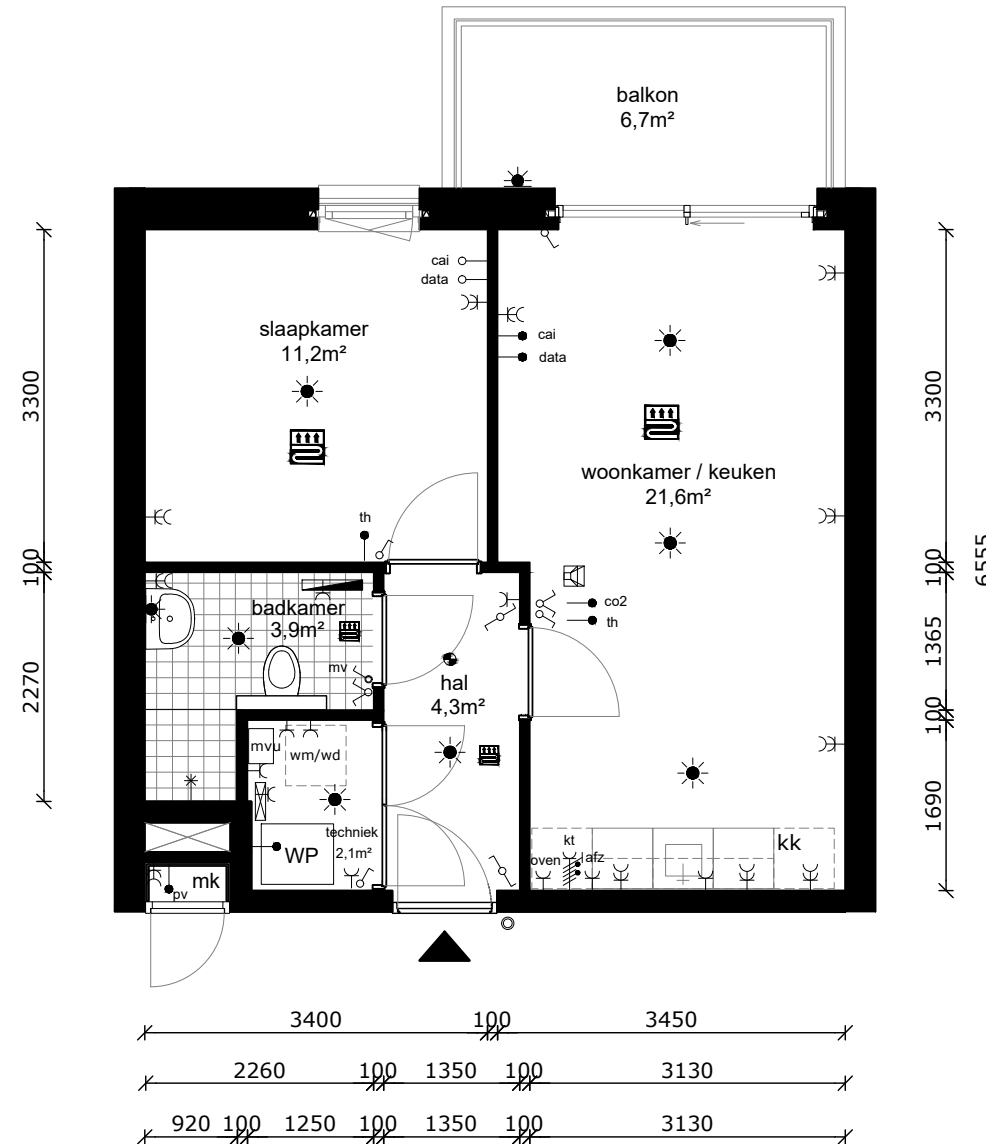 balkon
6,7m²
cai
data
slaapkamer
11,2m²
cai
data
3300
3300
woonkamer / keuken
21,6m²
th
100
100
6555
co2
th
badkamer
3,9m²
1365
mv
hal
4,3m²
2270
100
mvu
wm/wd
1690
techniek
2,1m²
WP
kt
kk
oven
afz
mk
pv
3400 100 3450
2260 100 1350 100 3130
920 100 1250 100 1350 100 3130